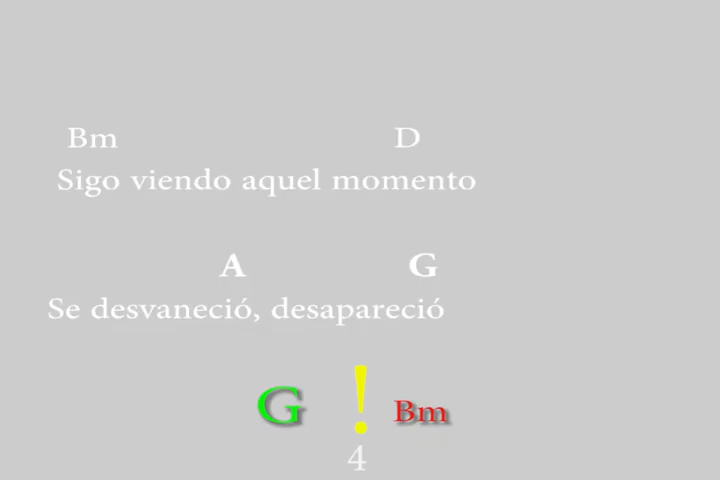 Bm D
Sigo viendo aquel momento
A G
Se desvaneció, desapareció
G ! Bm
4